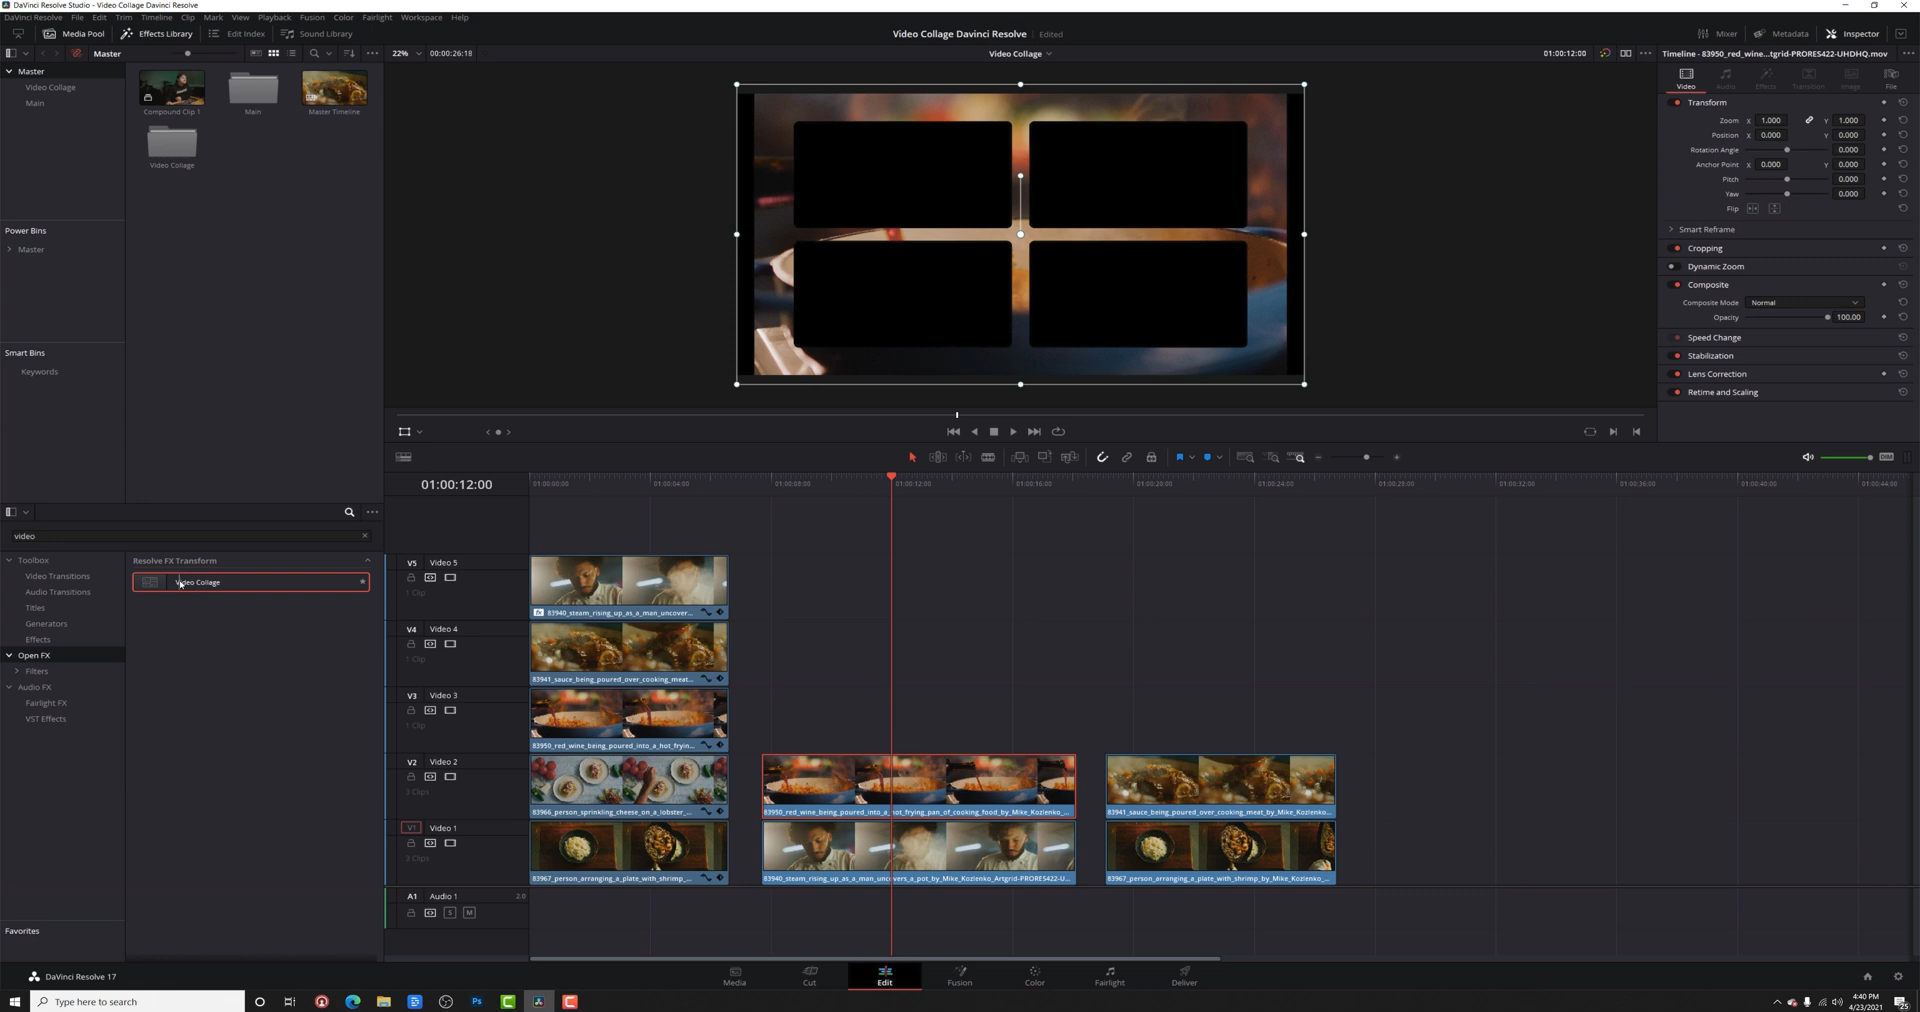 DaVinci Resolve Studio - Video Collage Davinci Resolve
DaVinci Resolve File Edit Trim Timeline Clip Mark View Playback Fusion Color Fairlight Workspace Help
Media Pool Effects Library Edit Index Sound Library Video Collage Davinci Resolve Edited Mixer Metadata Inspector
Master 22% 00:00:26:18 Video Collage 01:00:12:00 Timeline - 83950_red_wine...tgrid-PRORES422-UHDHQ.mov
Master
Video Collage
Main
Compound Clip 1 Main Master Timeline
Video Collage
Power Bins
Master
Smart Bins
Keywords
Video Audio Effects Transition Image File
Transform
Zoom X 1.000 Y 1.000
Position X 0.000 Y 0.000
Rotation Angle 0.000
Anchor Point X 0.000 Y 0.000
Pitch 0.000
Yaw 0.000
Flip
Smart Reframe
Cropping
Dynamic Zoom
Composite
Composite Mode Normal
Opacity 100.00
Speed Change
Stabilization
Lens Correction
Retime and Scaling
DIM
01:00:12:00
01:00:00:00 01:00:04:00 01:00:08:00 01:00:12:00 01:00:16:00 01:00:20:00 01:00:24:00 01:00:28:00 01:00:32:00 01:00:36:00 01:00:40:00 01:00:44:00
video
Toolbox
Video Transitions
Audio Transitions
Titles
Generators
Effects
Open FX
Filters
Audio FX
Fairlight FX
VST Effects
Resolve FX Transform
Video Collage
Favorites
V5 Video 5
1 Clip
83940_steam_rising_up_as_a_man_uncover...
V4 Video 4
1 Clip
83941_sauce_being_poured_over_cooking_meat...
V3 Video 3
1 Clip
83950_red_wine_being_poured_into_a_hot_fryin...
V2 Video 2
3 Clips
83966_person_sprinkling_cheese_on_a_lobster_... 83950_red_wine_being_poured_into_a_hot_frying_pan_of_cooking_food_by_Mike_Kozlenko_... 83941_sauce_being_poured_over_cooking_meat_by_Mike_Kozlenko...
V1 Video 1
3 Clips
83967_person_arranging_a_plate_with_shrimp_... 83940_steam_rising_up_as_a_man_uncovers_a_pot_by_Mike_Kozlenko_Artgrid-PRORES422-U... 83967_person_arranging_a_plate_with_shrimp_by_Mike_Kozlenko_...
A1 Audio 1 2.0
S M
DaVinci Resolve 17
Media Cut Edit Fusion Color Fairlight Deliver
Type here to search
Ps
4:40 PM
4/23/2021
25